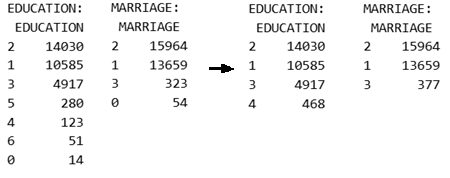 EDUCATION: MARRIAGE: EDUCATION: MARRIAGE:
EDUCATION MARRIAGE EDUCATION MARRIAGE
2 14030 2 15964 2 14030 2 15964
1 10585 1 13659 1 10585 1 13659
3 4917 3 323 3 4917 3 377
5 280 0 54 4 468
4 123
6 51
0 14